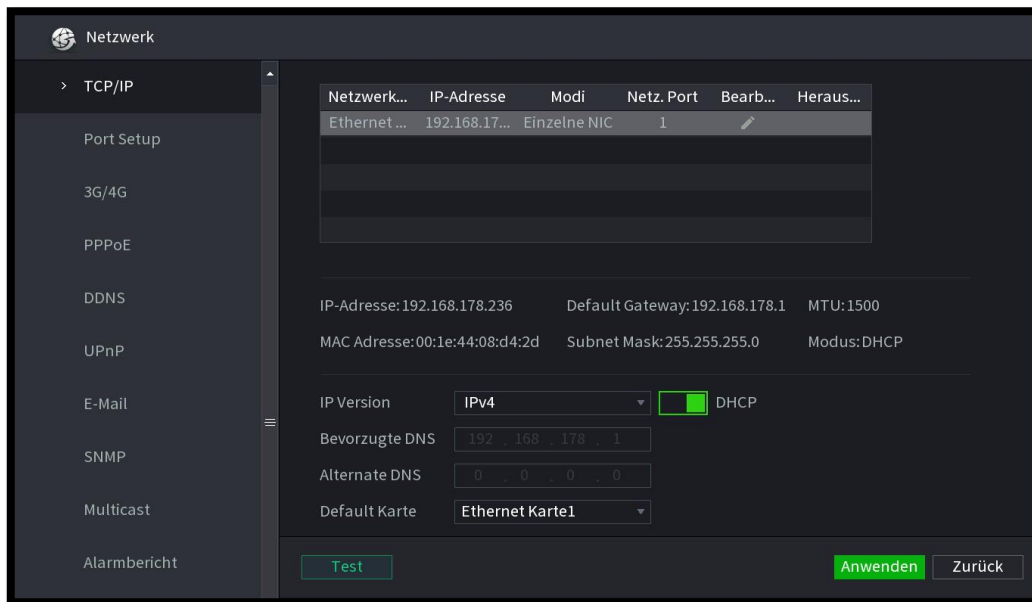 Netzwerk
TCP/IP
Port Setup
3G/4G
PPPoE
DDNS
UPnP
E-Mail
SNMP
Multicast
Alarmbericht
Netzwerk... IP-Adresse Modi Netz. Port Bearb... Heraus...
Ethernet ... 192.168.17... Einzelne NIC 1
IP-Adresse:192.168.178.236 Default Gateway:192.168.178.1 MTU:1500
MAC Adresse:00:1e:44:08:d4:2d Subnet Mask:255.255.255.0 Modus:DHCP
IP Version IPv4 DHCP
Bevorzugte DNS 192 . 168 . 178 . 1
Alternate DNS 0 . 0 . 0 . 0
Default Karte Ethernet Karte1
Test Anwenden Zurück